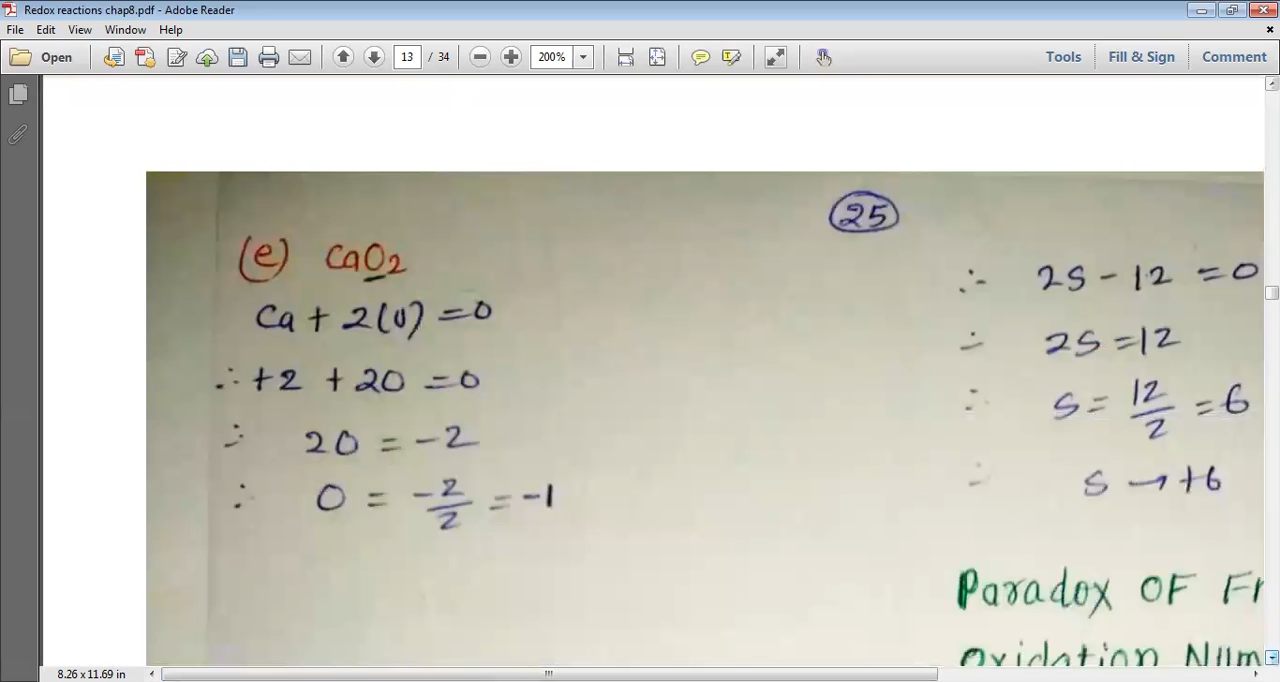 Redox reactions chap8.pdf - Adobe Reader
File Edit View Window Help
Open 13 / 34 200% Tools Fill & Sign Comment
25
(e) CaO2
Ca + 2(O) = 0
∴ +2 + 2O = 0
∴ 2O = -2
∴ O = -2/2 = -1
∴ 2S - 12 = 0
∴ 2S = 12
∴ S = 12/2 = 6
∴ S → +6
Paradox OF Fr
Oxidation Num
8.26 x 11.69 in